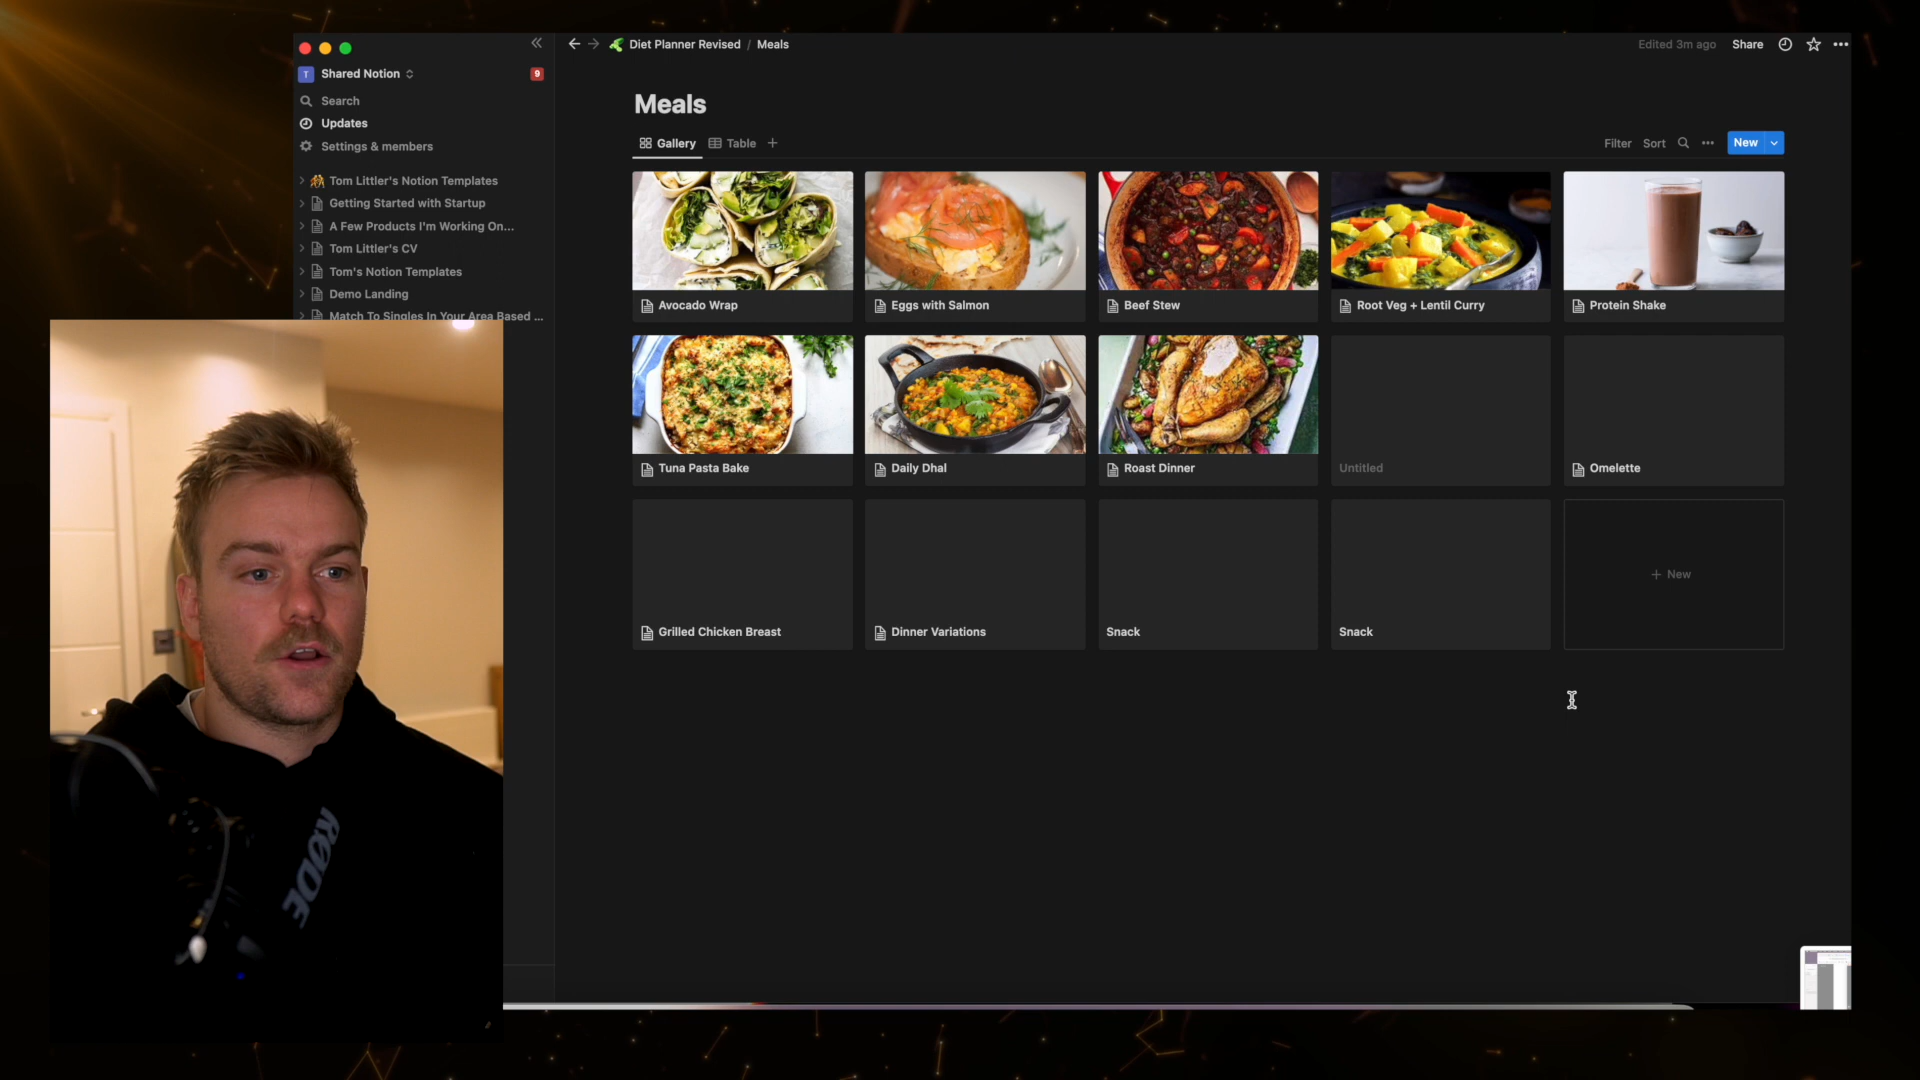 Diet Planner Revised / Meals
Edited 3m ago
Share
T
Shared Notion
9
Search
Updates
Settings & members
Tom Littler's Notion Templates
Getting Started with Startup
A Few Products I'm Working On...
Tom Littler's CV
Tom's Notion Templates
Demo Landing
Match To Singles In Your Area Based ...
Meals
Gallery
Table
Filter
Sort
New
Avocado Wrap
Eggs with Salmon
Beef Stew
Root Veg + Lentil Curry
Protein Shake
Tuna Pasta Bake
Daily Dhal
Roast Dinner
Untitled
Omelette
Grilled Chicken Breast
Dinner Variations
Snack
Snack
+ New
RØDE